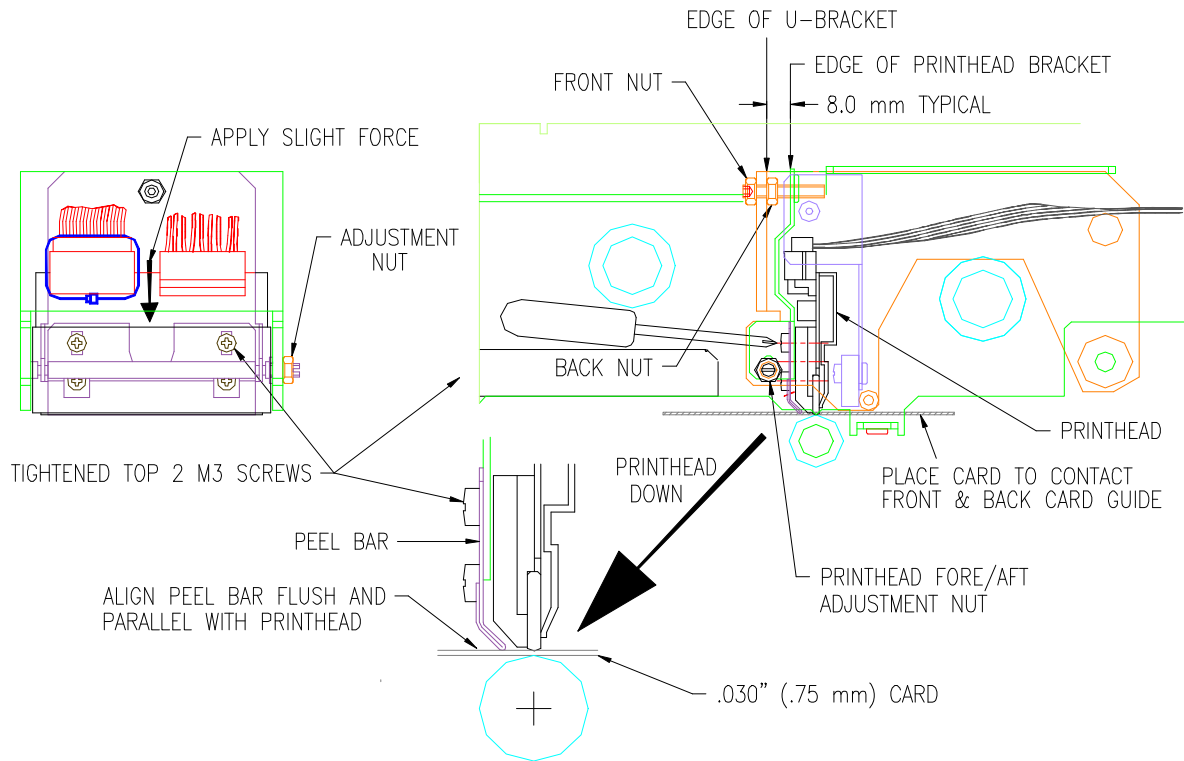 EDGE OF U-BRACKET
EDGE OF PRINTHEAD BRACKET
FRONT NUT
8.0 mm TYPICAL
APPLY SLIGHT FORCE
ADJUSTMENT
NUT
BACK NUT
PRINTHEAD
TIGHTENED TOP 2 M3 SCREWS
PRINTHEAD
DOWN
PLACE CARD TO CONTACT
FRONT & BACK CARD GUIDE
PEEL BAR
PRINTHEAD FORE/AFT
ADJUSTMENT NUT
ALIGN PEEL BAR FLUSH AND
PARALLEL WITH PRINTHEAD
.030" (.75 mm) CARD